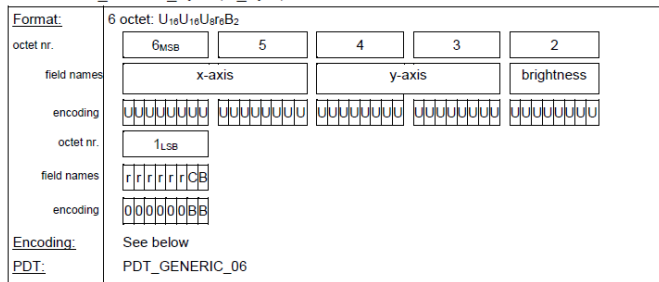 Format: 6 octet: U₁₆U₁₆U₈r₆B₂
octet nr. 6MSB 5 4 3 2
field names x-axis y-axis brightness
encoding UUUUUUUU UUUUUUUU UUUUUUUU UUUUUUUU UUUUUUUU
octet nr. 1LSB
field names r r r r r r C B
encoding 0 0 0 0 0 0 B B
Encoding: See below
PDT: PDT_GENERIC_06